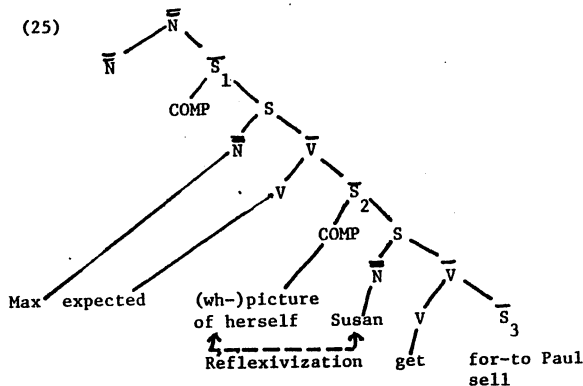 (25)
N̿
N̿ S̄1
COMP S
N̿ V̄
V S̄2
COMP S
N̿ V̄
Max expected (wh-)picture of herself Susan V S̄3
Reflexivization get for-to Paul
sell